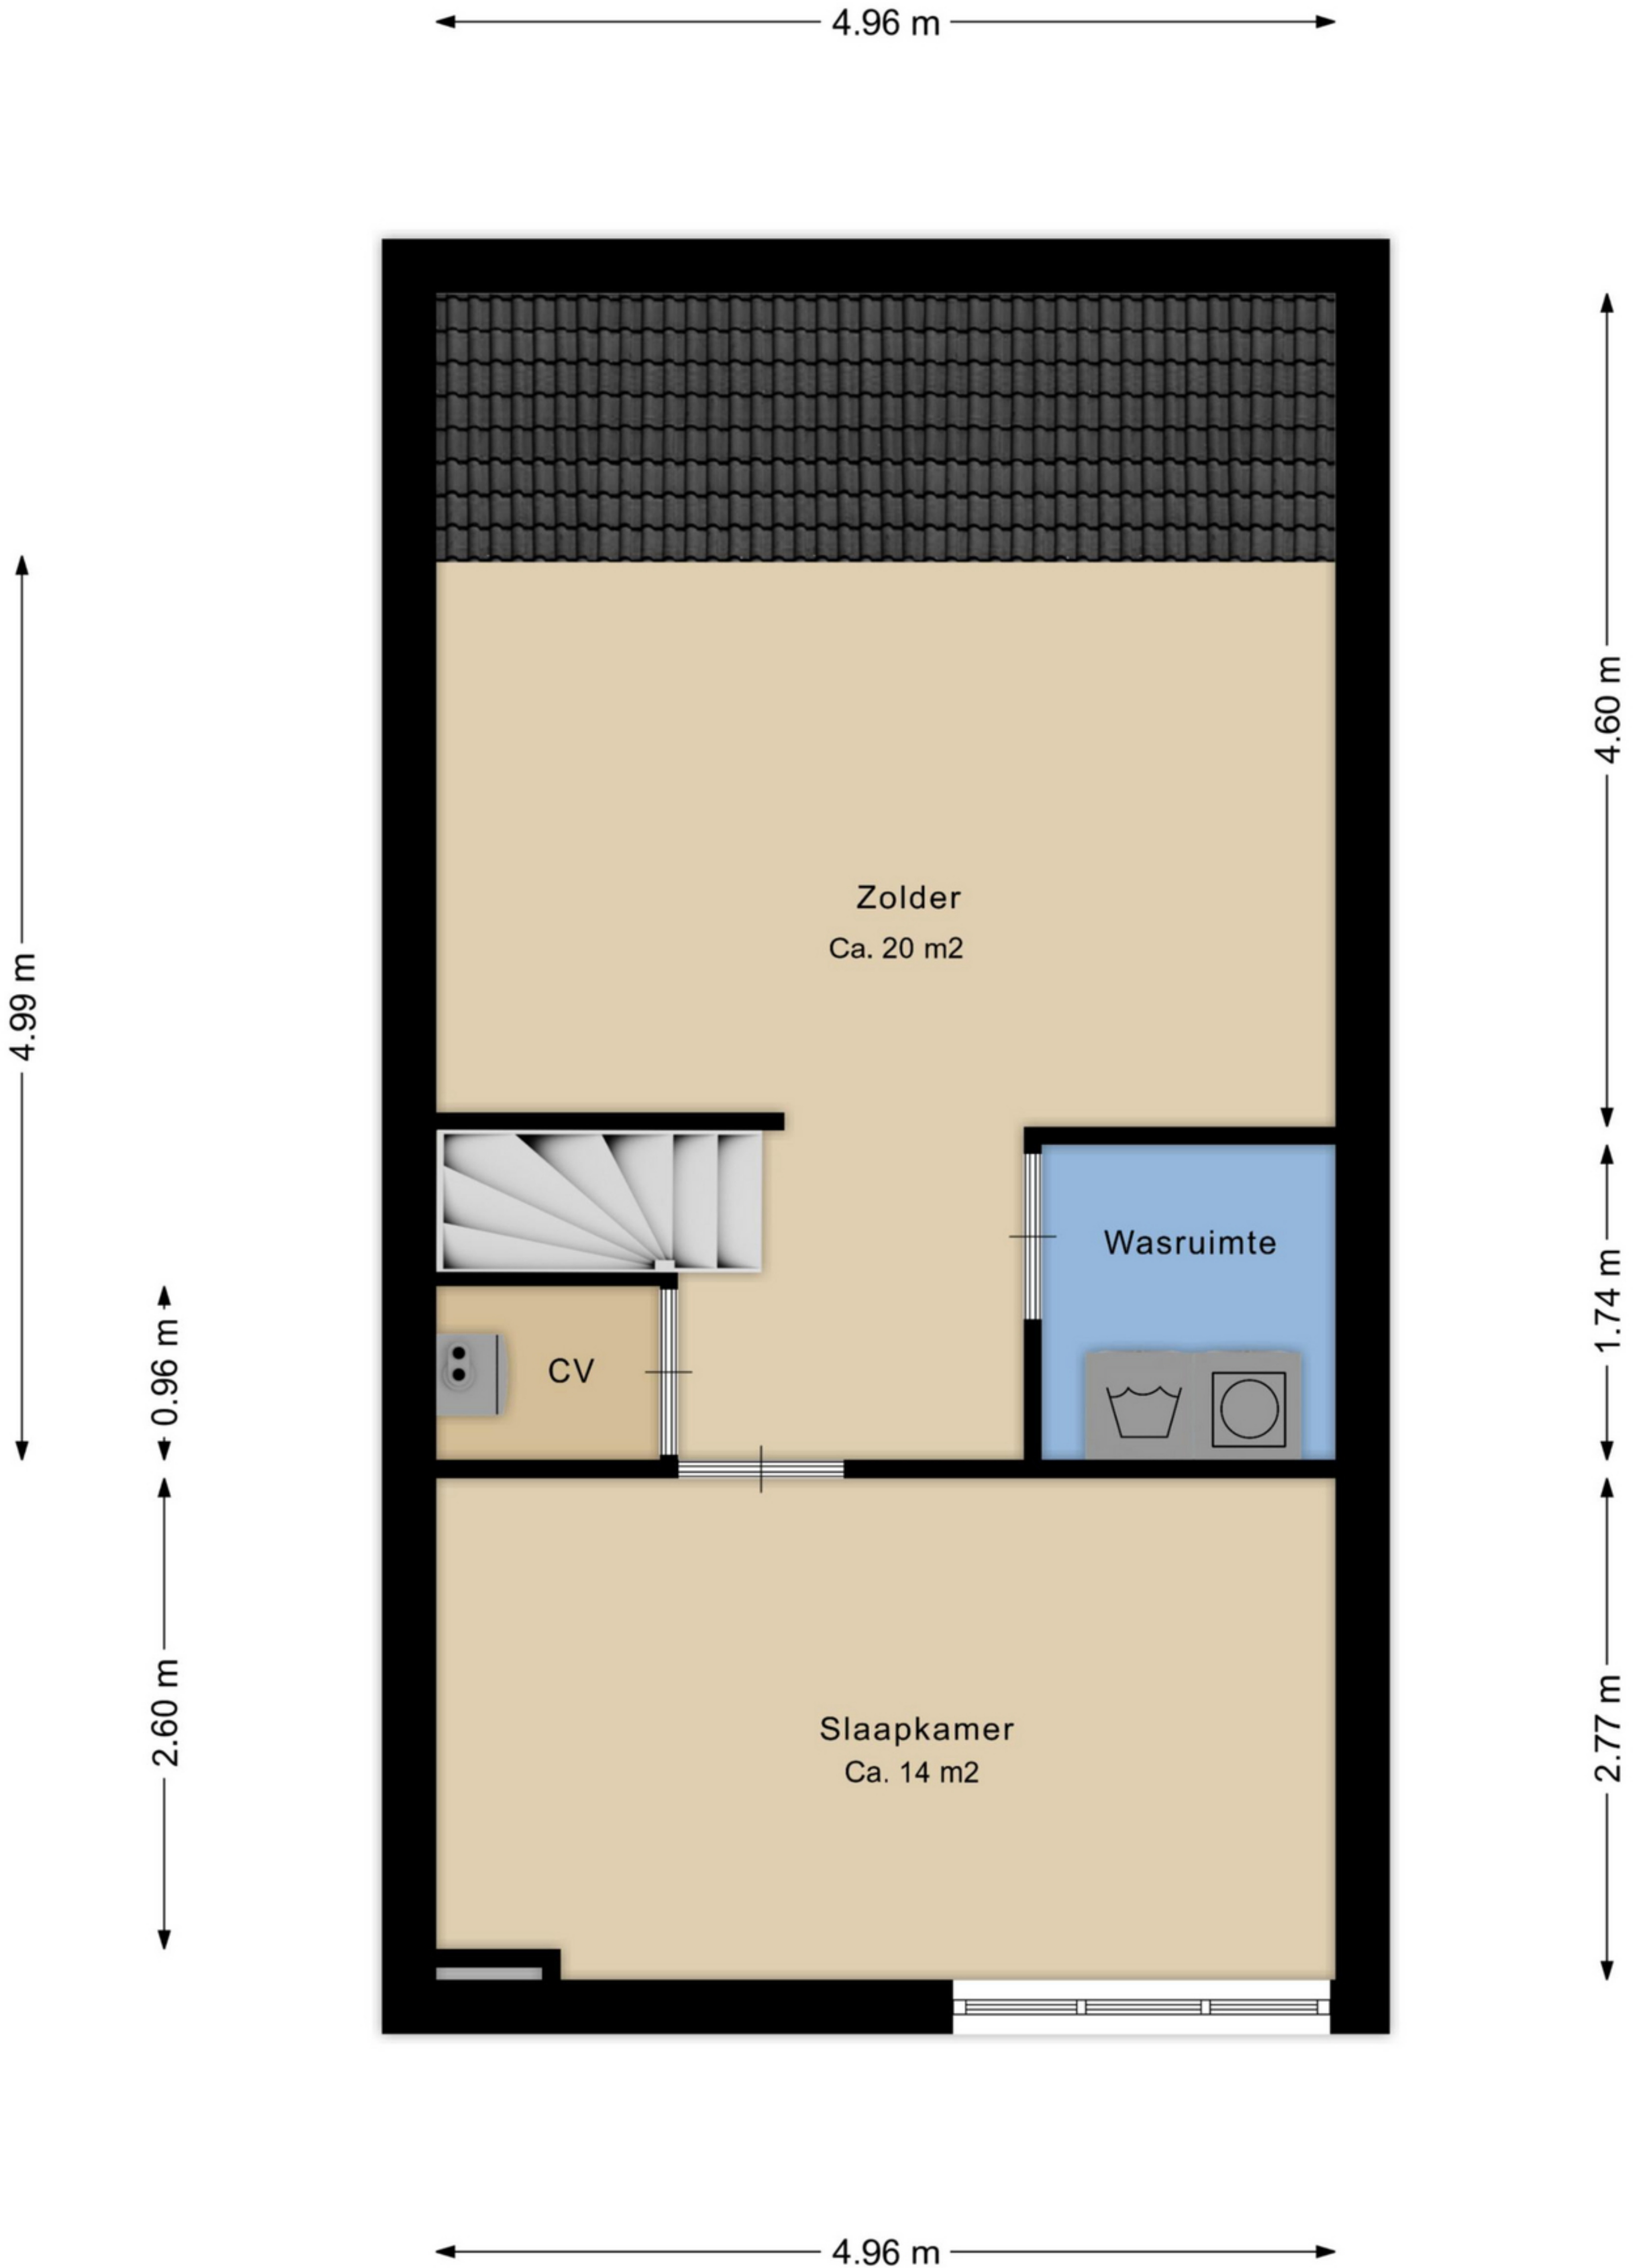 4.96 m
4.60 m
Zolder
Ca. 20 m2
4.99 m
Wasruimte
1.74 m
0.96 m
CV
2.60 m
Slaapkamer
Ca. 14 m2
2.77 m
4.96 m